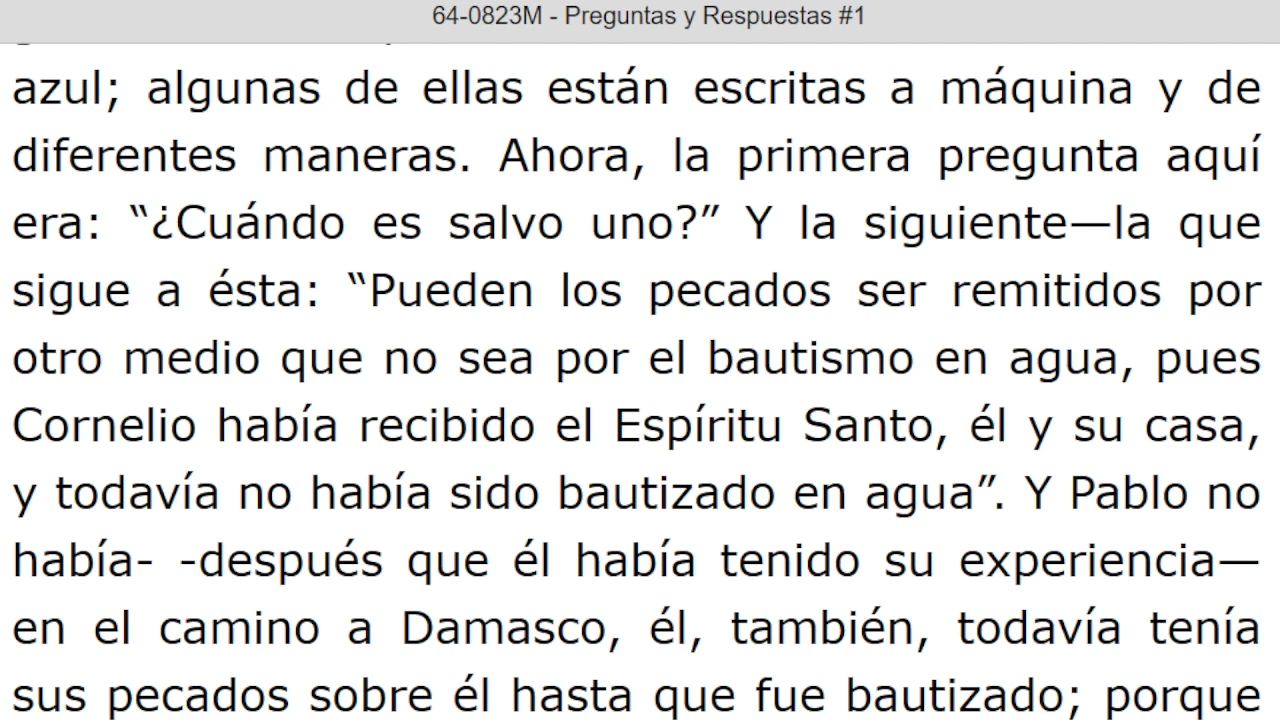 64-0823M - Preguntas y Respuestas #1
azul; algunas de ellas están escritas a máquina y de
diferentes maneras. Ahora, la primera pregunta aquí
era: “¿Cuándo es salvo uno?” Y la siguiente—la que
sigue a ésta: “Pueden los pecados ser remitidos por
otro medio que no sea por el bautismo en agua, pues
Cornelio había recibido el Espíritu Santo, él y su casa,
y todavía no había sido bautizado en agua”. Y Pablo no
había- -después que él había tenido su experiencia—
en el camino a Damasco, él, también, todavía tenía
sus pecados sobre él hasta que fue bautizado; porque